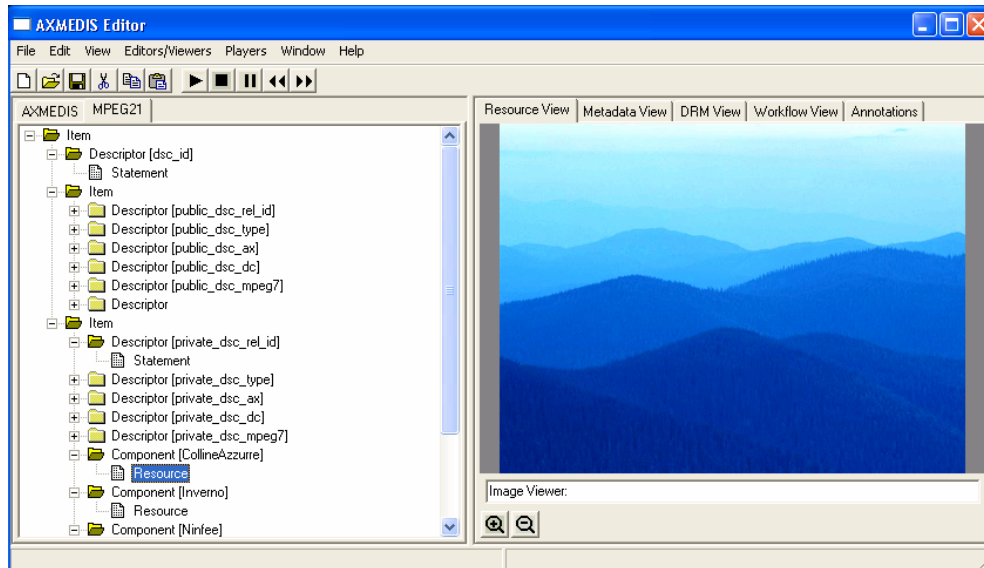 AXMEDIS Editor
File Edit View Editors/Viewers Players Window Help
AXMEDIS MPEG21
Resource View Metadata View DRM View Workflow View Annotations
Item
Descriptor [dsc_id]
Statement
Item
Descriptor [public_dsc_rel_id]
Descriptor [public_dsc_type]
Descriptor [public_dsc_ax]
Descriptor [public_dsc_dc]
Descriptor [public_dsc_mpeg7]
Descriptor
Item
Descriptor [private_dsc_rel_id]
Statement
Descriptor [private_dsc_type]
Descriptor [private_dsc_ax]
Descriptor [private_dsc_dc]
Descriptor [private_dsc_mpeg7]
Component [CollineAzzurre]
Resource
Component [Inverno]
Resource
Component [Ninfee]
Image Viewer: